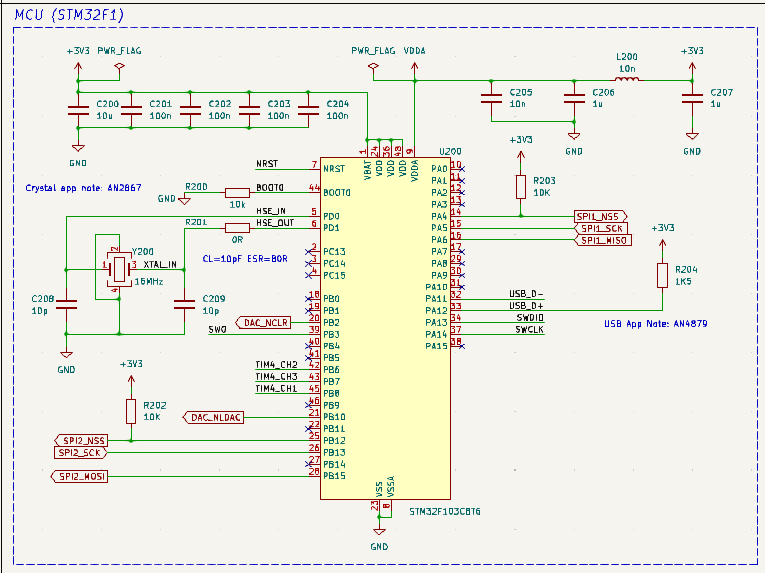 MCU (STM32F1)
+3V3 PWR_FLAG
PWR_FLAG VDDA
L200
10n
+3V3
C200
10u
C201
100n
C202
100n
C203
100n
C204
100n
C205
10n
C206
1u
C207
1u
GND
GND
GND
+3V3
R203
10K
Crystal app note: AN2867
NRST
R200
10k
BOOT0
GND
HSE_IN
R201
0R
HSE_OUT
CL=10pF ESR=80R
Y200
16MHz
XTAL_IN
1
2
3
4
C208
10p
C209
10p
GND
U200
STM32F103C8T6
1 VBAT
24 VDD
36 VDD
48 VDD
9 VDDA
7 NRST
44 BOOT0
5 PD0
6 PD1
2 PC13
3 PC14
4 PC15
18 PB0
19 PB1
20 PB2
39 PB3
40 PB4
41 PB5
42 PB6
43 PB7
45 PB8
46 PB9
21 PB10
22 PB11
25 PB12
26 PB13
27 PB14
28 PB15
PA0 10
PA1 11
PA2 12
PA3 13
PA4 14
PA5 15
PA6 16
PA7 17
PA8 29
PA9 30
PA10 31
PA11 32
PA12 33
PA13 34
PA14 37
PA15 38
23 VSS
8 VSSA
GND
DAC_NCLR
SWO
TIM4_CH2
TIM4_CH3
TIM4_CH1
DAC_NLDAC
+3V3
R202
10K
SPI2_NSS
SPI2_SCK
SPI2_MOSI
SPI1_NSS
SPI1_SCK
SPI1_MISO
+3V3
R204
1K5
USB_D-
USB_D+
SWDIO
SWCLK
USB App Note: AN4879